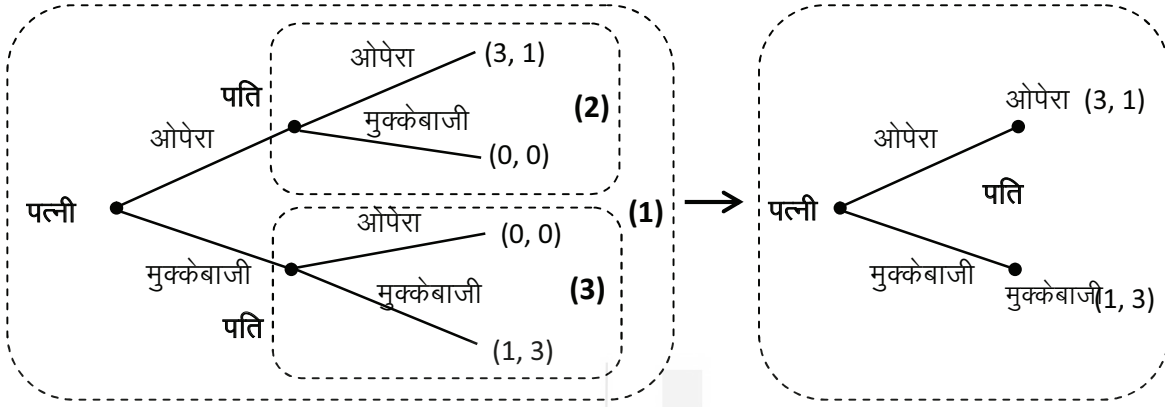 ओपेरा (3, 1)
पति
मुक्केबाजी (2)
ओपेरा
(0, 0)
पत्नी
(1)
ओपेरा (0, 0)
मुक्केबाजी
मुक्केबाजी (3)
पति
(1, 3)
ओपेरा (3, 1)
ओपेरा
पति
पत्नी
मुक्केबाजी
मुक्केबाजी (1, 3)